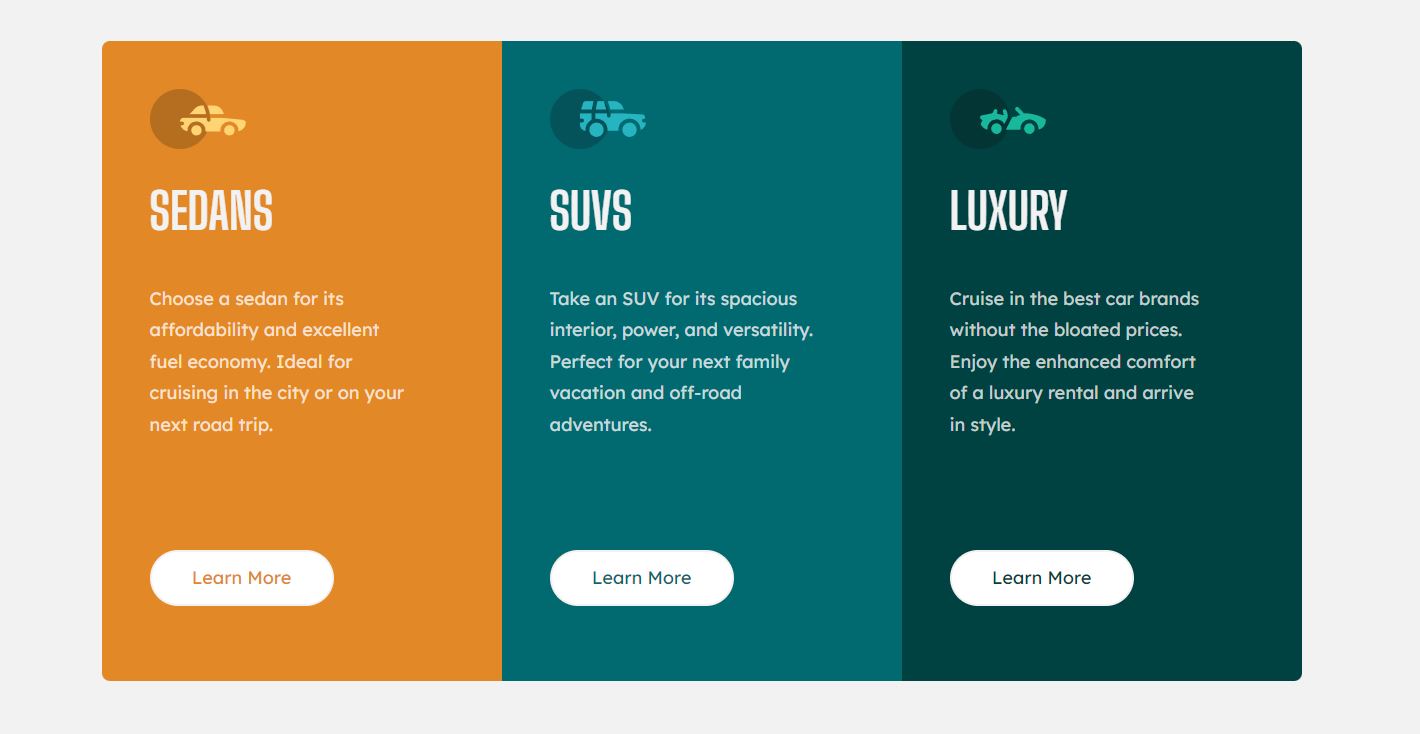 SEDANS
Choose a sedan for its
affordability and excellent
fuel economy. Ideal for
cruising in the city or on your
next road trip.
Learn More
SUVS
Take an SUV for its spacious
interior, power, and versatility.
Perfect for your next family
vacation and off-road
adventures.
Learn More
LUXURY
Cruise in the best car brands
without the bloated prices.
Enjoy the enhanced comfort
of a luxury rental and arrive
in style.
Learn More